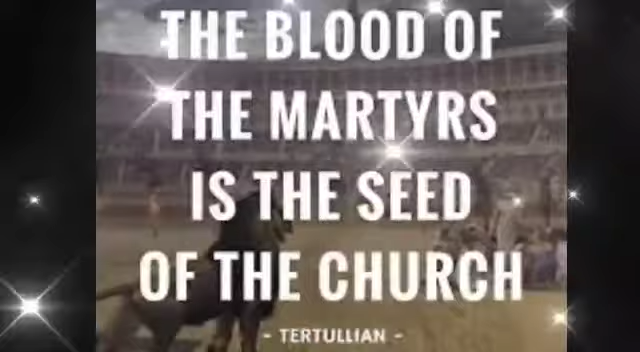 THE BLOOD OF
THE MARTYRS
IS THE SEED
OF THE CHURCH
- TERTULLIAN -